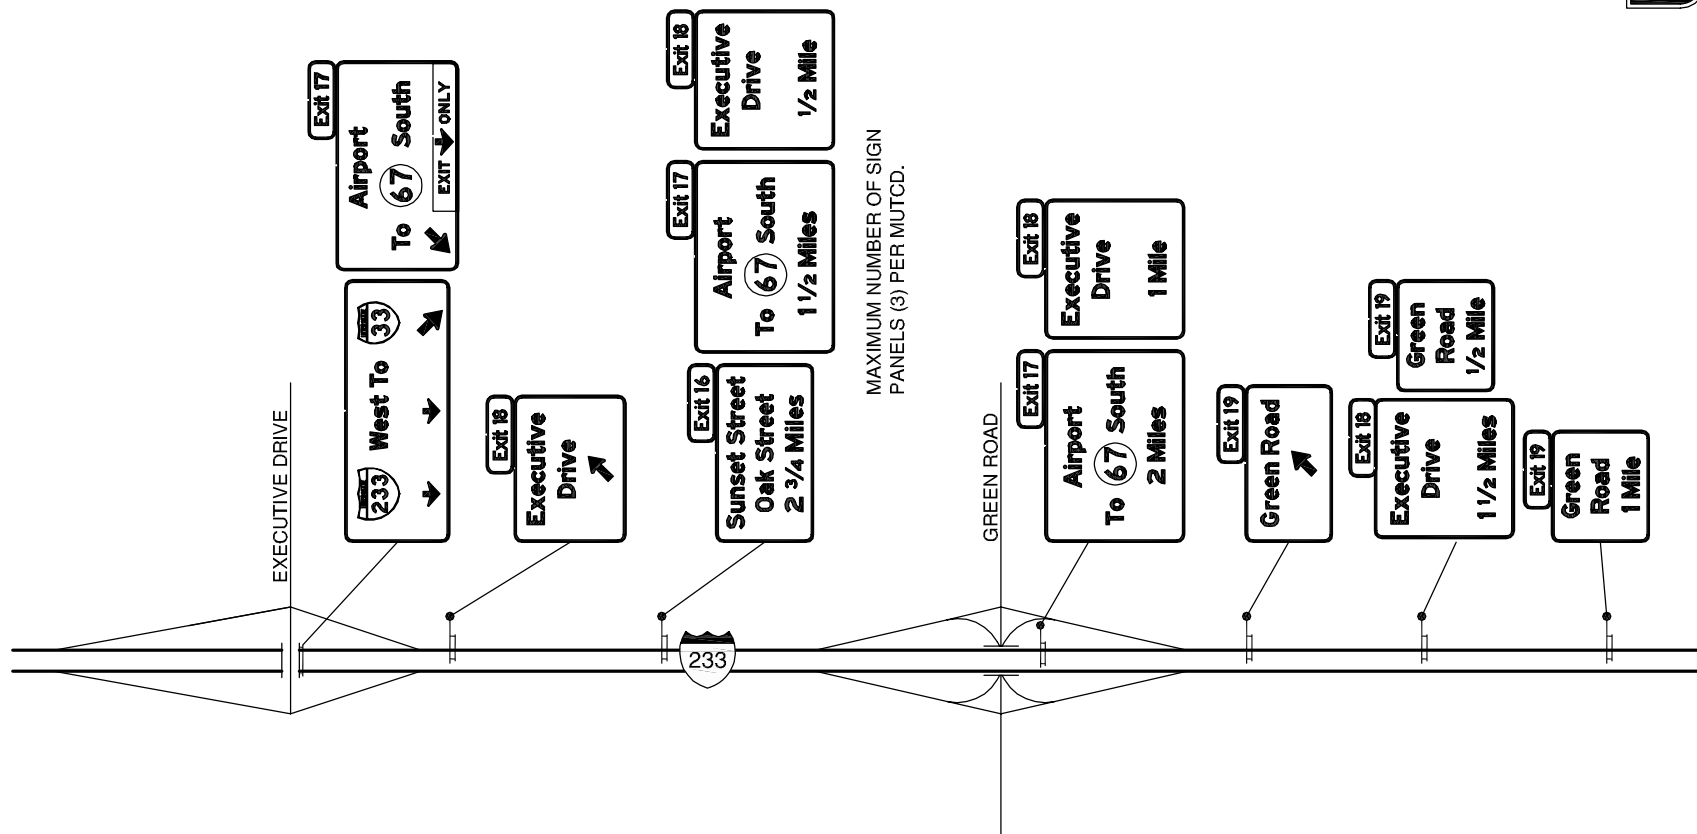 EXECUTIVE DRIVE
Exit 17
Airport
To 67 South
EXIT ONLY
233 West To 33
Exit 18
Executive
Drive
Exit 18
Executive
Drive
1/2 Mile
Exit 17
Airport
To 67 South
1 1/2 Miles
Exit 16
Sunset Street
Oak Street
2 3/4 Miles
MAXIMUM NUMBER OF SIGN
PANELS (3) PER MUTCD.
233
GREEN ROAD
Exit 18
Executive
Drive
1 Mile
Exit 17
Airport
To 67 South
2 Miles
Exit 19
Green Road
Exit 19
Green
Road
1/2 Mile
Exit 18
Executive
Drive
1 1/2 Miles
Exit 19
Green
Road
1 Mile